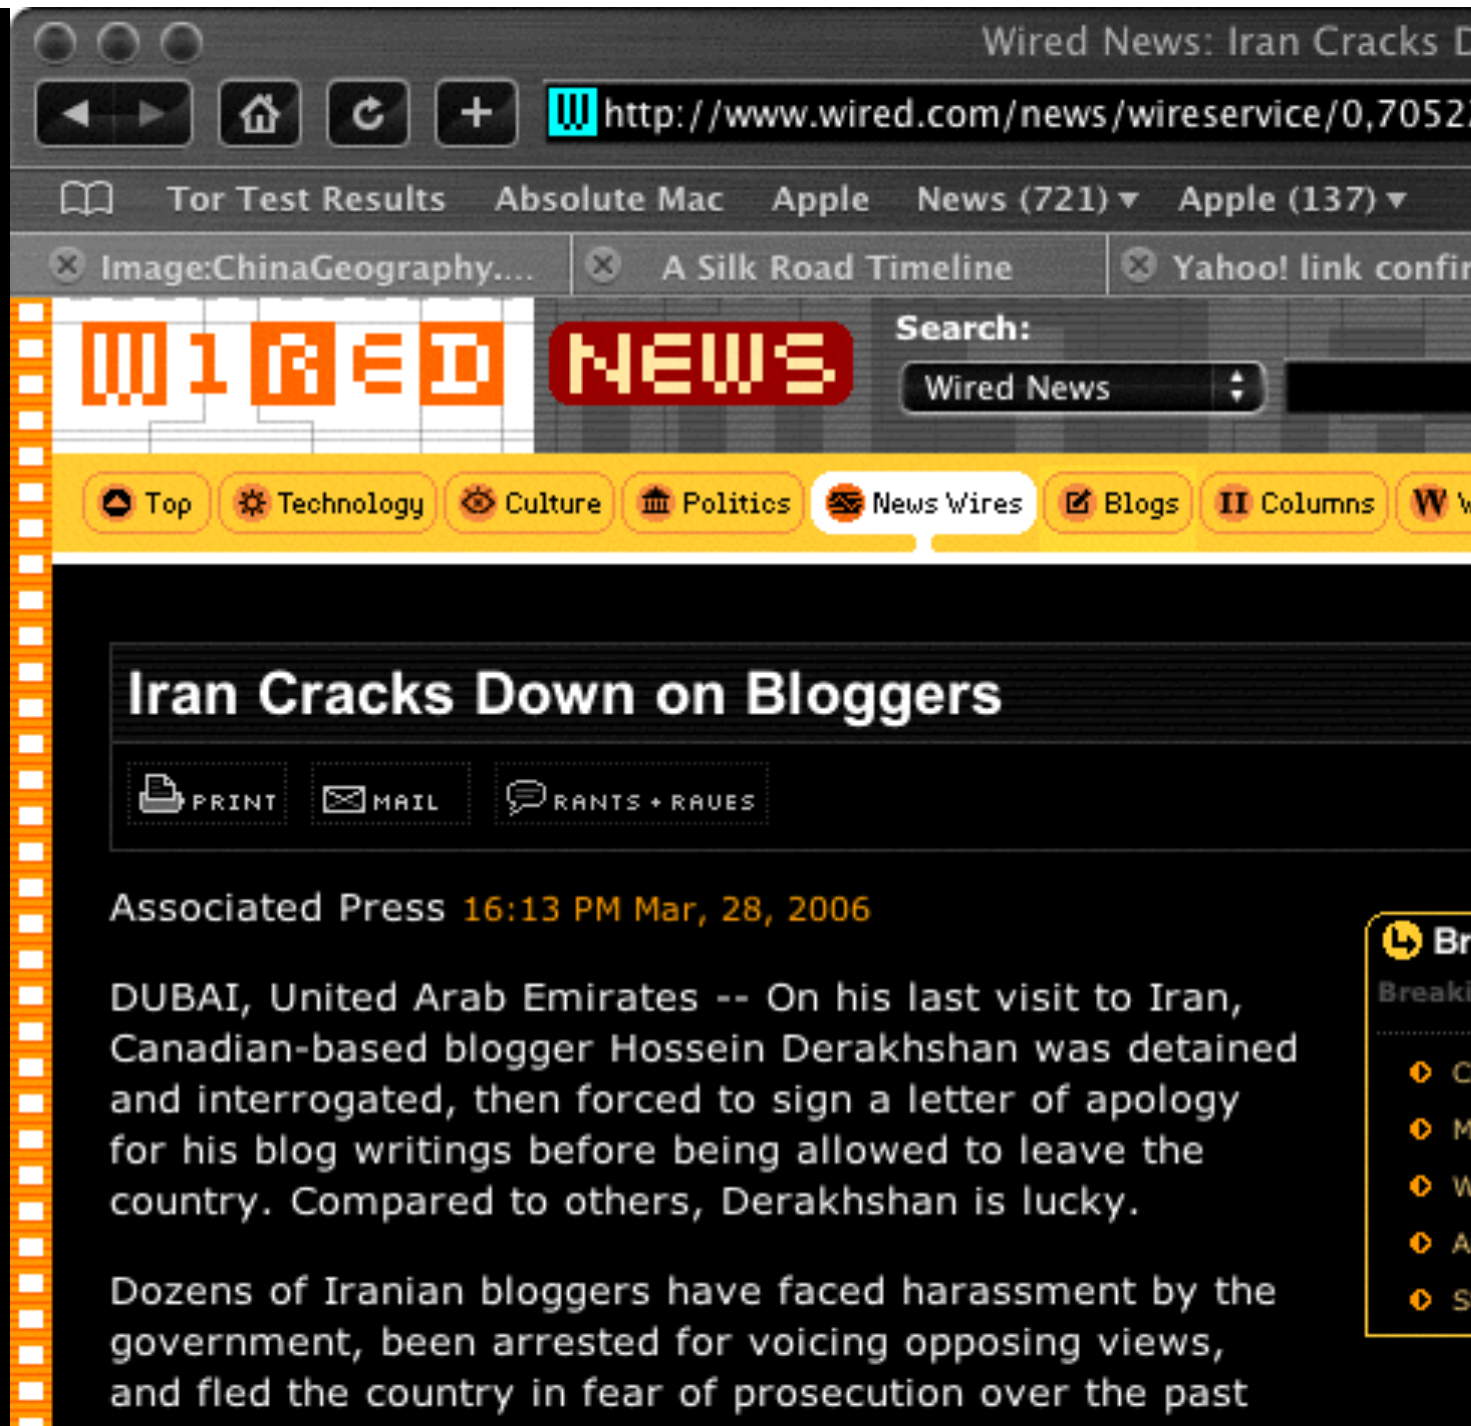 Wired News: Iran Cracks
http://www.wired.com/news/wireservice/0,7052
Tor Test Results Absolute Mac Apple News (721) Apple (137)
Image:ChinaGeography.... A Silk Road Timeline Yahoo! link
WIRED NEWS
Search:
Wired News
Top Technology Culture Politics News Wires Blogs Columns
Iran Cracks Down on Bloggers
PRINT MAIL RANTS + RAVES
Associated Press 16:13 PM Mar, 28, 2006
DUBAI, United Arab Emirates -- On his last visit to Iran,
Canadian-based blogger Hossein Derakhshan was detained
and interrogated, then forced to sign a letter of apology
for his blog writings before being allowed to leave the
country. Compared to others, Derakhshan is lucky.
Dozens of Iranian bloggers have faced harassment by the
government, been arrested for voicing opposing views,
and fled the country in fear of prosecution over the past